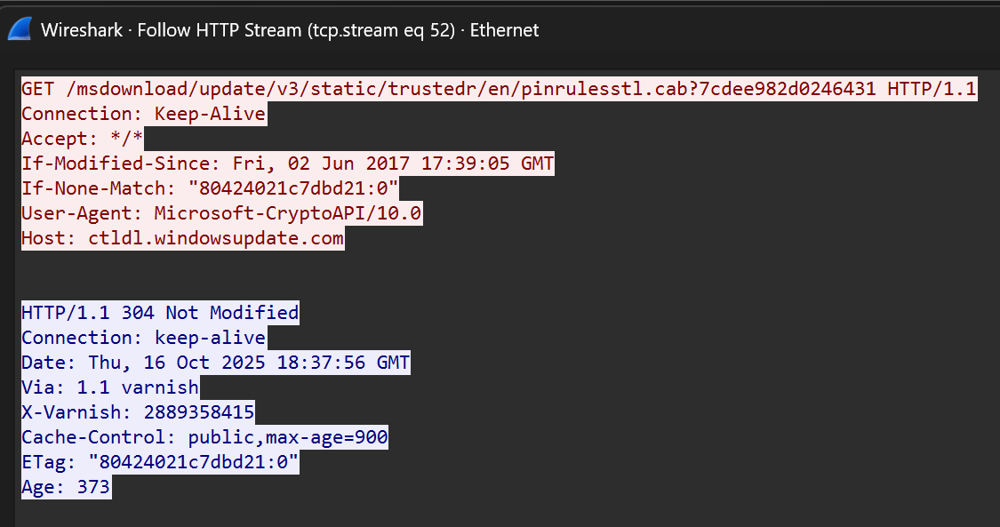 Wireshark · Follow HTTP Stream (tcp.stream eq 52) · Ethernet
GET /msdownload/update/v3/static/trustedr/en/pinrulesstl.cab?7cdee982d0246431 HTTP/1.1
Connection: Keep-Alive
Accept: */*
If-Modified-Since: Fri, 02 Jun 2017 17:39:05 GMT
If-None-Match: "80424021c7dbd21:0"
User-Agent: Microsoft-CryptoAPI/10.0
Host: ctldl.windowsupdate.com
HTTP/1.1 304 Not Modified
Connection: keep-alive
Date: Thu, 16 Oct 2025 18:37:56 GMT
Via: 1.1 varnish
X-Varnish: 2889358415
Cache-Control: public,max-age=900
ETag: "80424021c7dbd21:0"
Age: 373